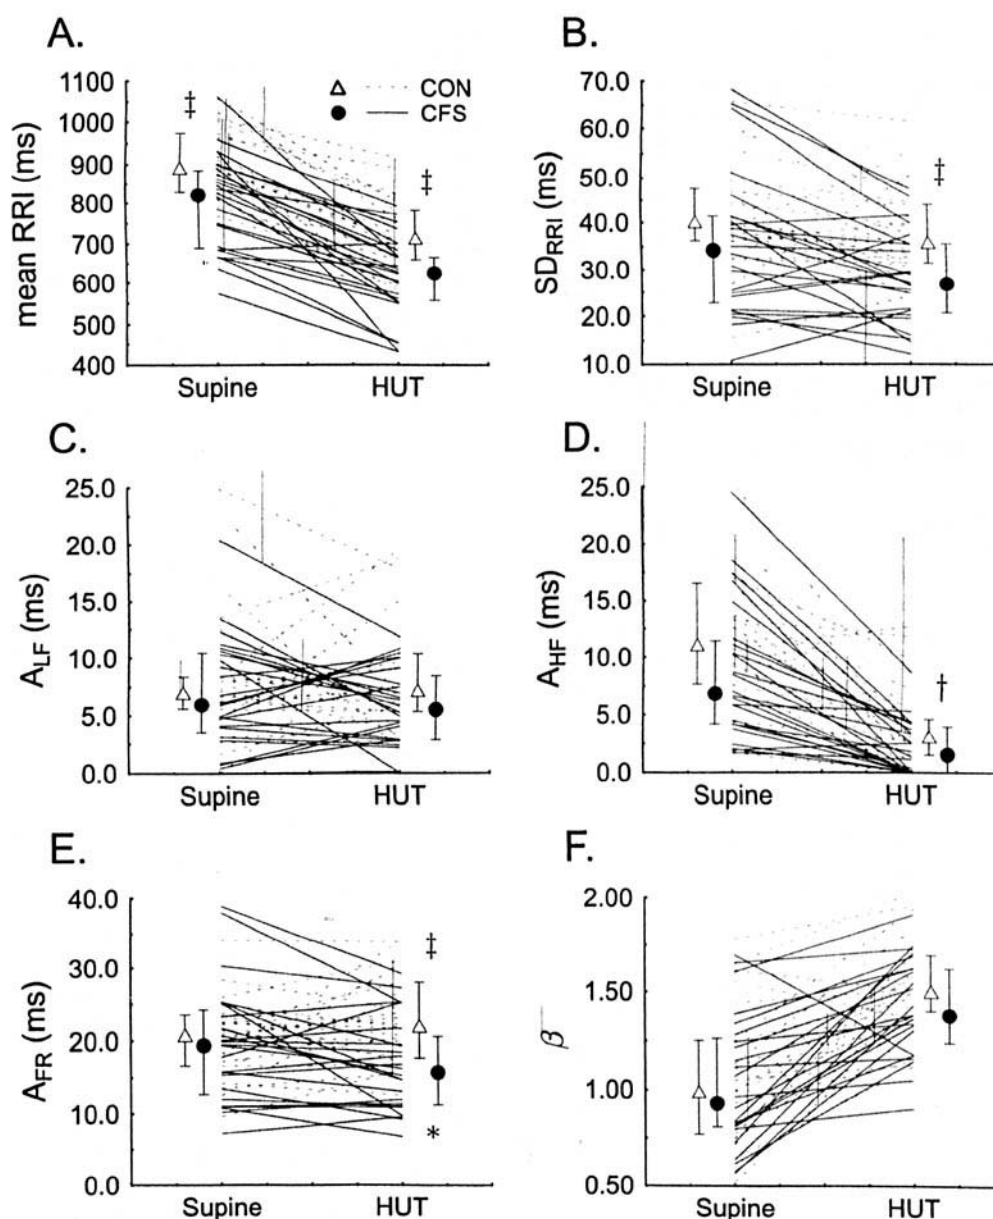 A.
mean RRI (ms)
1100
1000
900
800
700
600
500
400
‡
‡
CON
CFS
Supine
HUT
B.
SD_RRI (ms)
70.0
60.0
50.0
40.0
30.0
20.0
10.0
‡
Supine
HUT
C.
A_LF (ms)
25.0
20.0
15.0
10.0
5.0
0.0
Supine
HUT
D.
A_HF (ms)
25.0
20.0
15.0
10.0
5.0
0.0
†
Supine
HUT
E.
A_FR (ms)
40.0
30.0
20.0
10.0
0.0
‡
*
Supine
HUT
F.
β
2.00
1.50
1.00
0.50
Supine
HUT